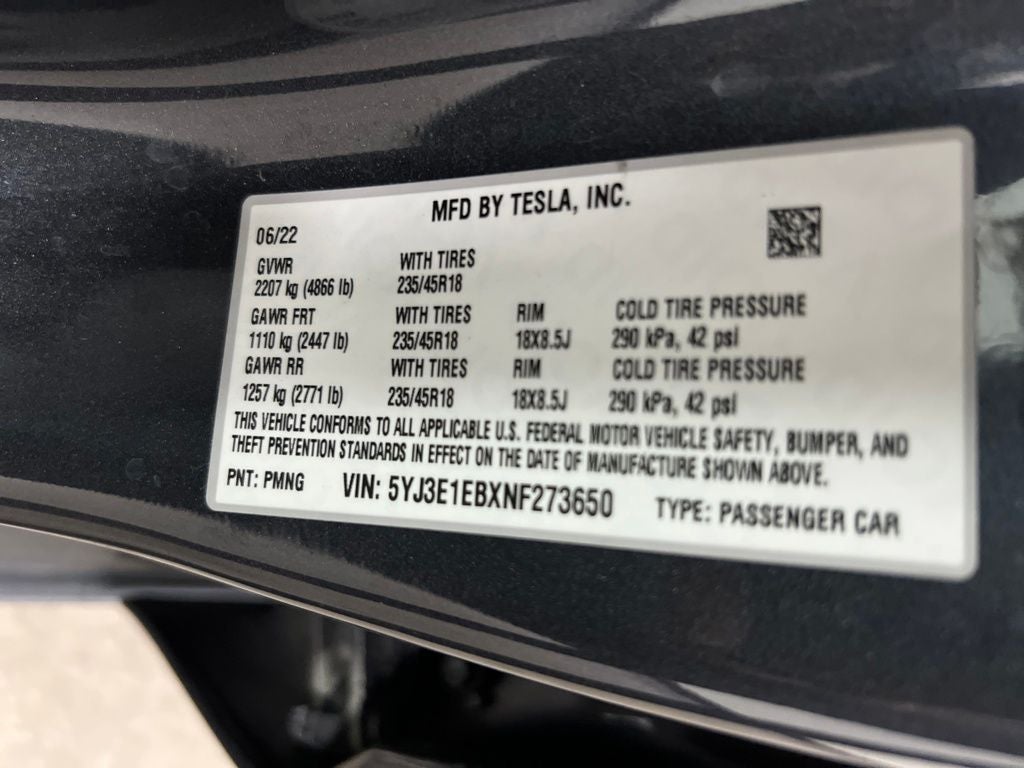 MFD BY TESLA, INC.
06/22
GVWR WITH TIRES
2207 kg (4866 lb) 235/45R18
GAWR FRT WITH TIRES RIM COLD TIRE PRESSURE
1110 kg (2447 lb) 235/45R18 18X8.5J 290 kPa, 42 psi
GAWR RR WITH TIRES RIM COLD TIRE PRESSURE
1257 kg (2771 lb) 235/45R18 18X8.5J 290 kPa, 42 psi
THIS VEHICLE CONFORMS TO ALL APPLICABLE U.S. FEDERAL MOTOR VEHICLE SAFETY, BUMPER, AND
THEFT PREVENTION STANDARDS IN EFFECT ON THE DATE OF MANUFACTURE SHOWN ABOVE.
PNT: PMNG VIN: 5YJ3E1EBXNF273650 TYPE: PASSENGER CAR